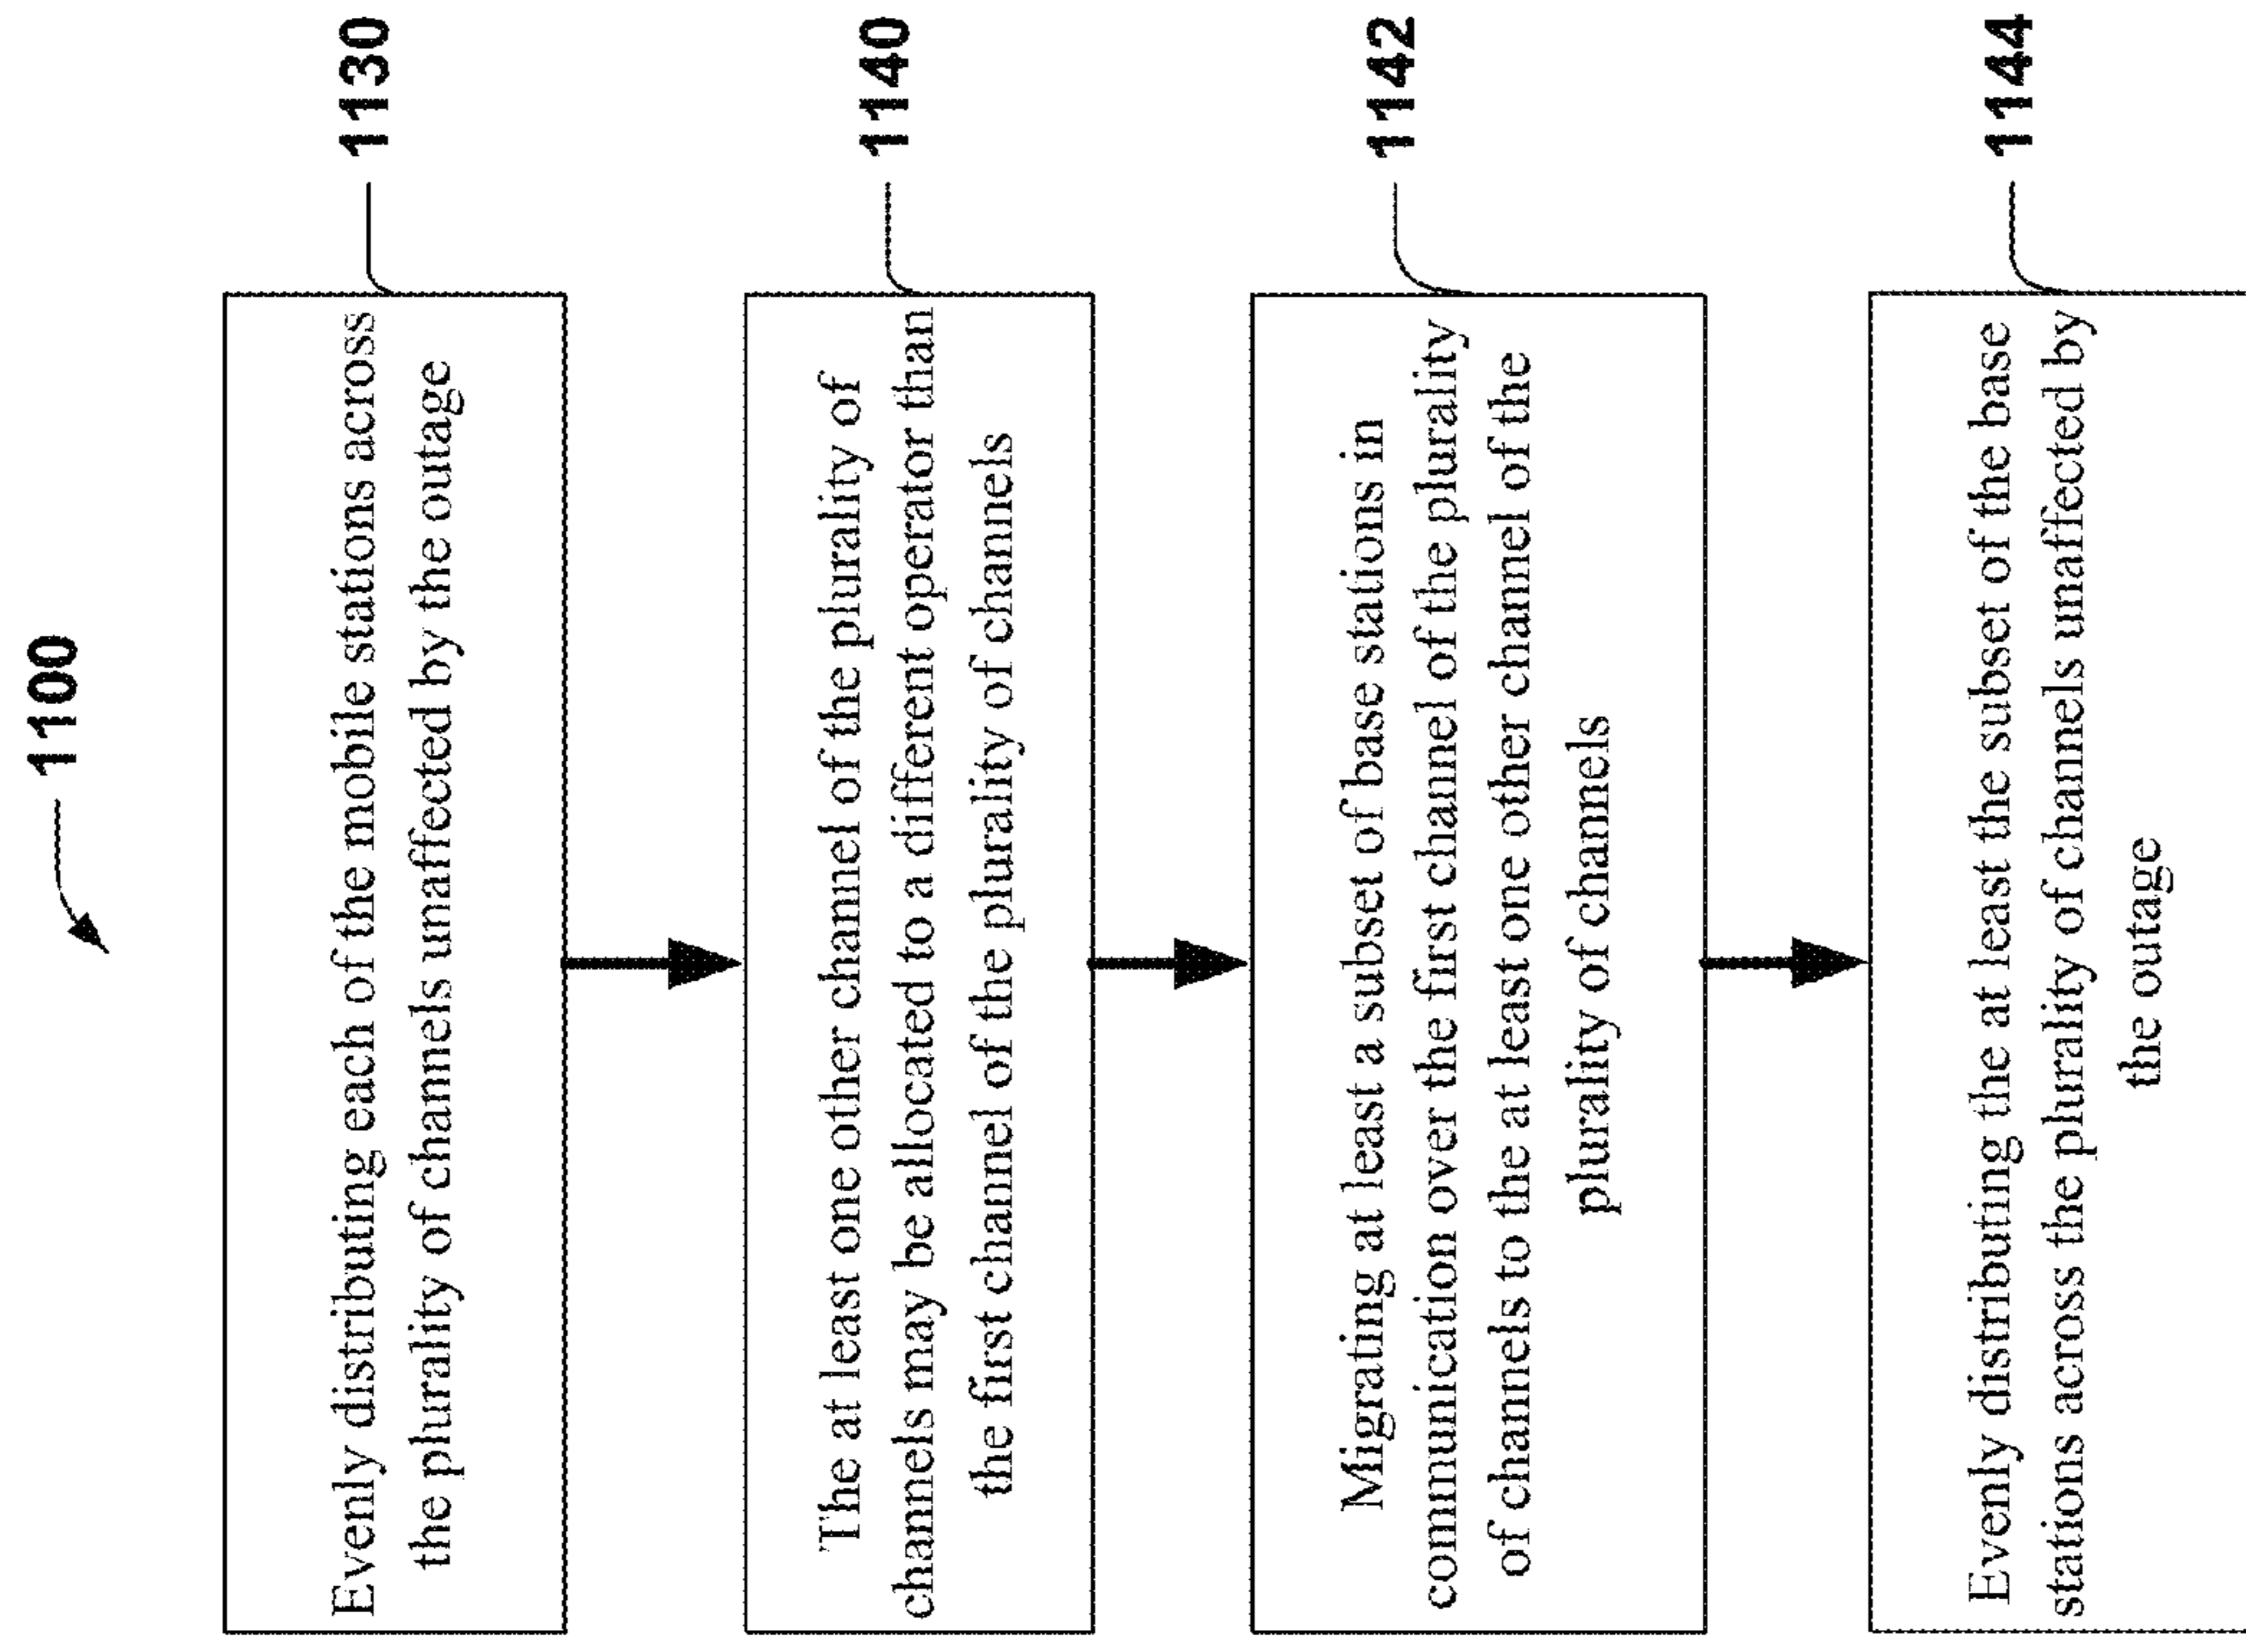 1100
Evenly distributing each of the mobile stations across
the plurality of channels unaffected by the outage
1130
The at least one other channel of the plurality of
channels may be allocated to a different operator than
the first channel of the plurality of channels
1140
Migrating at least a subset of base stations in
communication over the first channel of the plurality
of channels to the at least one other channel of the
plurality of channels
1142
Evenly distributing the at least the subset of the base
stations across the plurality of channels unaffected by
the outage
1144